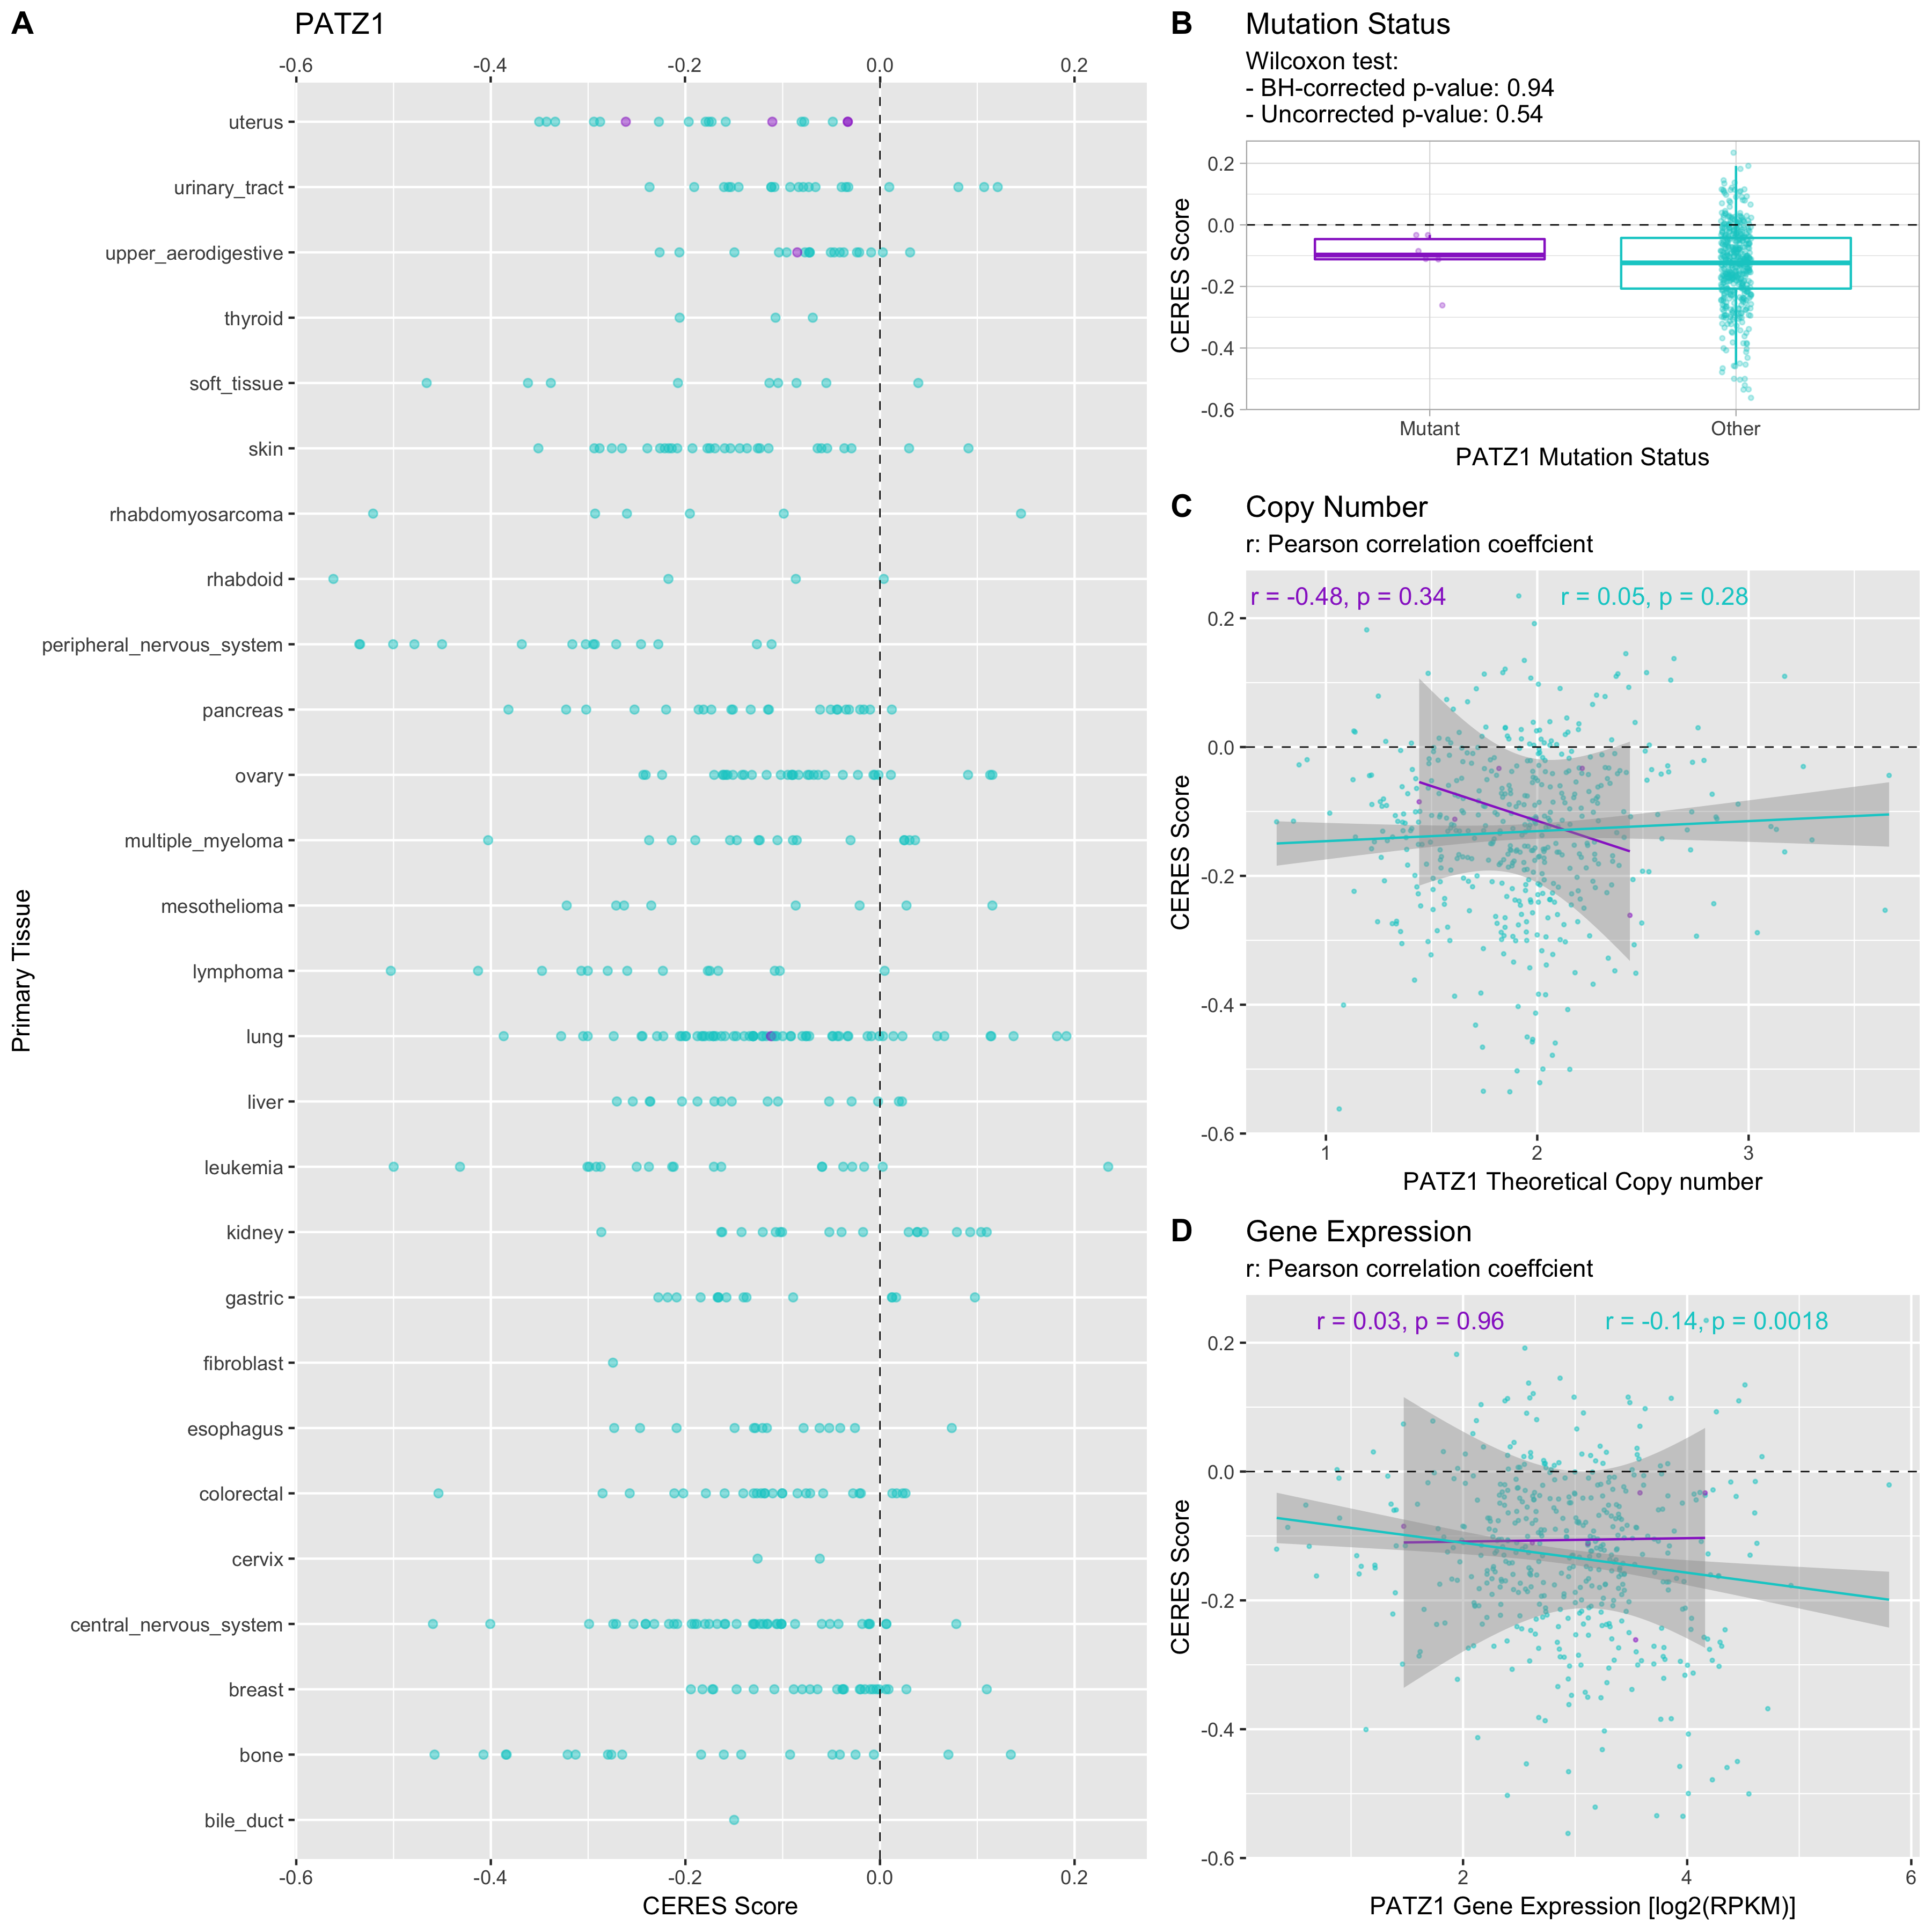 A
PATZ1
-0.6 -0.4 -0.2 0.0 0.2
Primary Tissue
uterus
urinary_tract
upper_aerodigestive
thyroid
soft_tissue
skin
rhabdomyosarcoma
rhabdoid
peripheral_nervous_system
pancreas
ovary
multiple_myeloma
mesothelioma
lymphoma
lung
liver
leukemia
kidney
gastric
fibroblast
esophagus
colorectal
cervix
central_nervous_system
breast
bone
bile_duct
-0.6 -0.4 -0.2 0.0 0.2
CERES Score
B
Mutation Status
Wilcoxon test:
- BH-corrected p-value: 0.94
- Uncorrected p-value: 0.54
CERES Score
0.2
0.0
-0.2
-0.4
-0.6
Mutant Other
PATZ1 Mutation Status
C
Copy Number
r: Pearson correlation coeffcient
r = -0.48, p = 0.34 r = 0.05, p = 0.28
CERES Score
0.2
0.0
-0.2
-0.4
-0.6
1 2 3
PATZ1 Theoretical Copy number
D
Gene Expression
r: Pearson correlation coeffcient
r = 0.03, p = 0.96 r = -0.14, p = 0.0018
CERES Score
0.2
0.0
-0.2
-0.4
-0.6
2 4 6
PATZ1 Gene Expression [log2(RPKM)]